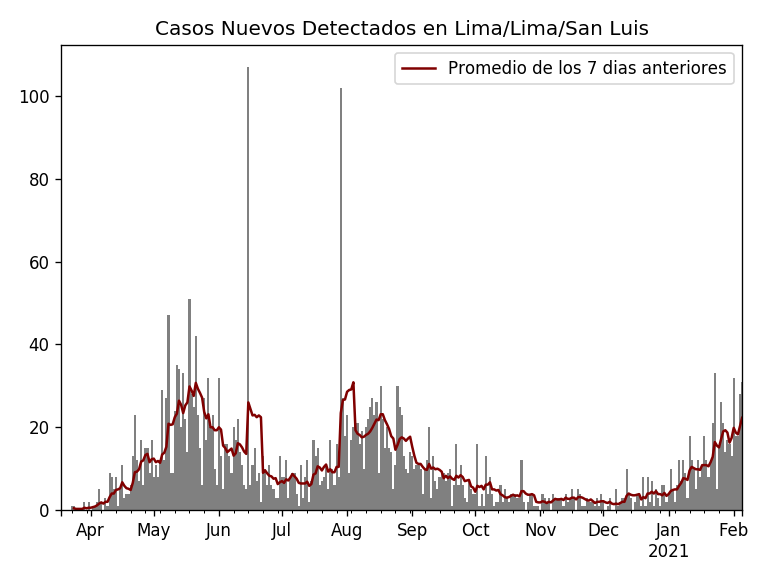 Casos Nuevos Detectados en Lima/Lima/San Luis
Promedio de los 7 dias anteriores
100
80
60
40
20
0
Apr May Jun Jul Aug Sep Oct Nov Dec Jan Feb
2021